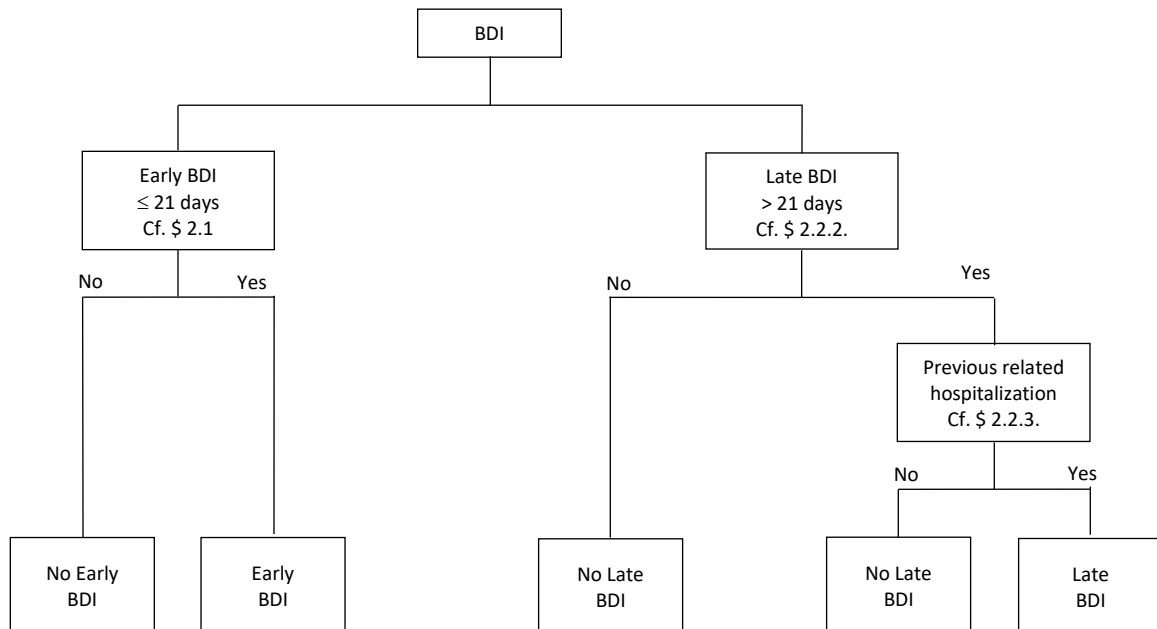 BDI
Early BDI
≤ 21 days
Cf. $ 2.1
Late BDI
> 21 days
Cf. $ 2.2.2.
No
Yes
No
Yes
Previous related
hospitalization
Cf. $ 2.2.3.
No
Yes
No Early
BDI
Early
BDI
No Late
BDI
No Late
BDI
Late
BDI